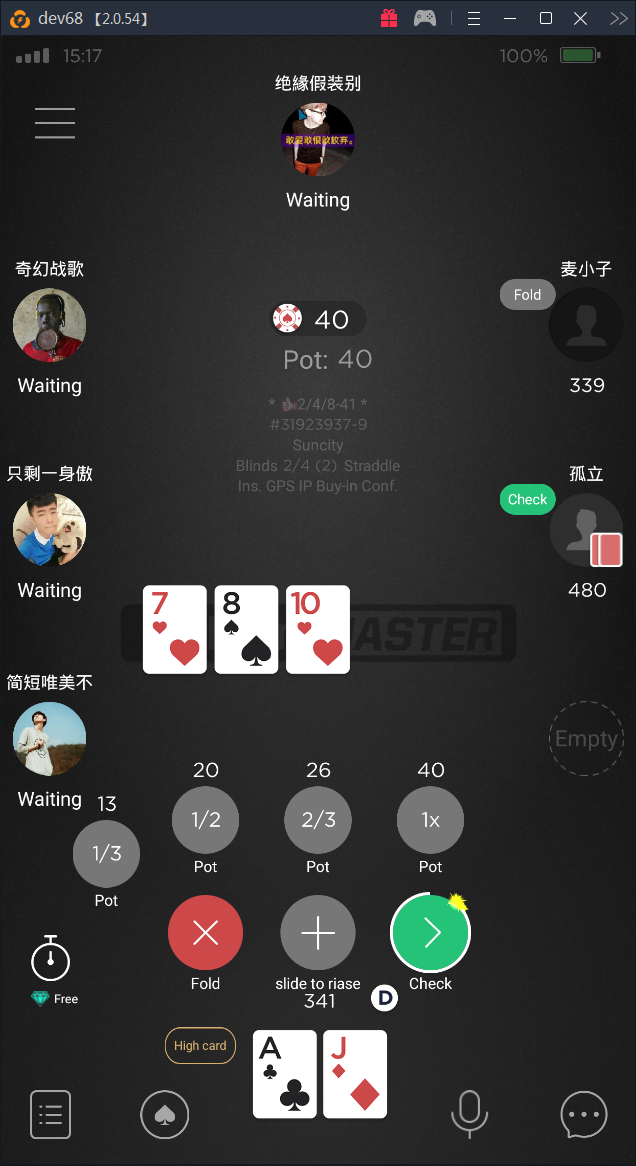 dev68 【2.0.54】
15:17
100%
绝緣假装别
敢愛敢恨敢放弃。
Waiting
奇幻战歌
麦小子
Fold
40
Waiting
Pot: 40
339
* 2/4/8-41 *
#31923937-9
Suncity
Blinds 2/4 (2) Straddle
Ins. GPS IP Buy-in Conf.
只剩一身傲
孤立
Check
Waiting
480
7
8
10
MASTER
简短唯美不
Empty
Waiting
13
1/3
Pot
20
1/2
Pot
26
2/3
Pot
40
1x
Pot
Fold
slide to riase
Check
341
D
Free
High card
A
J